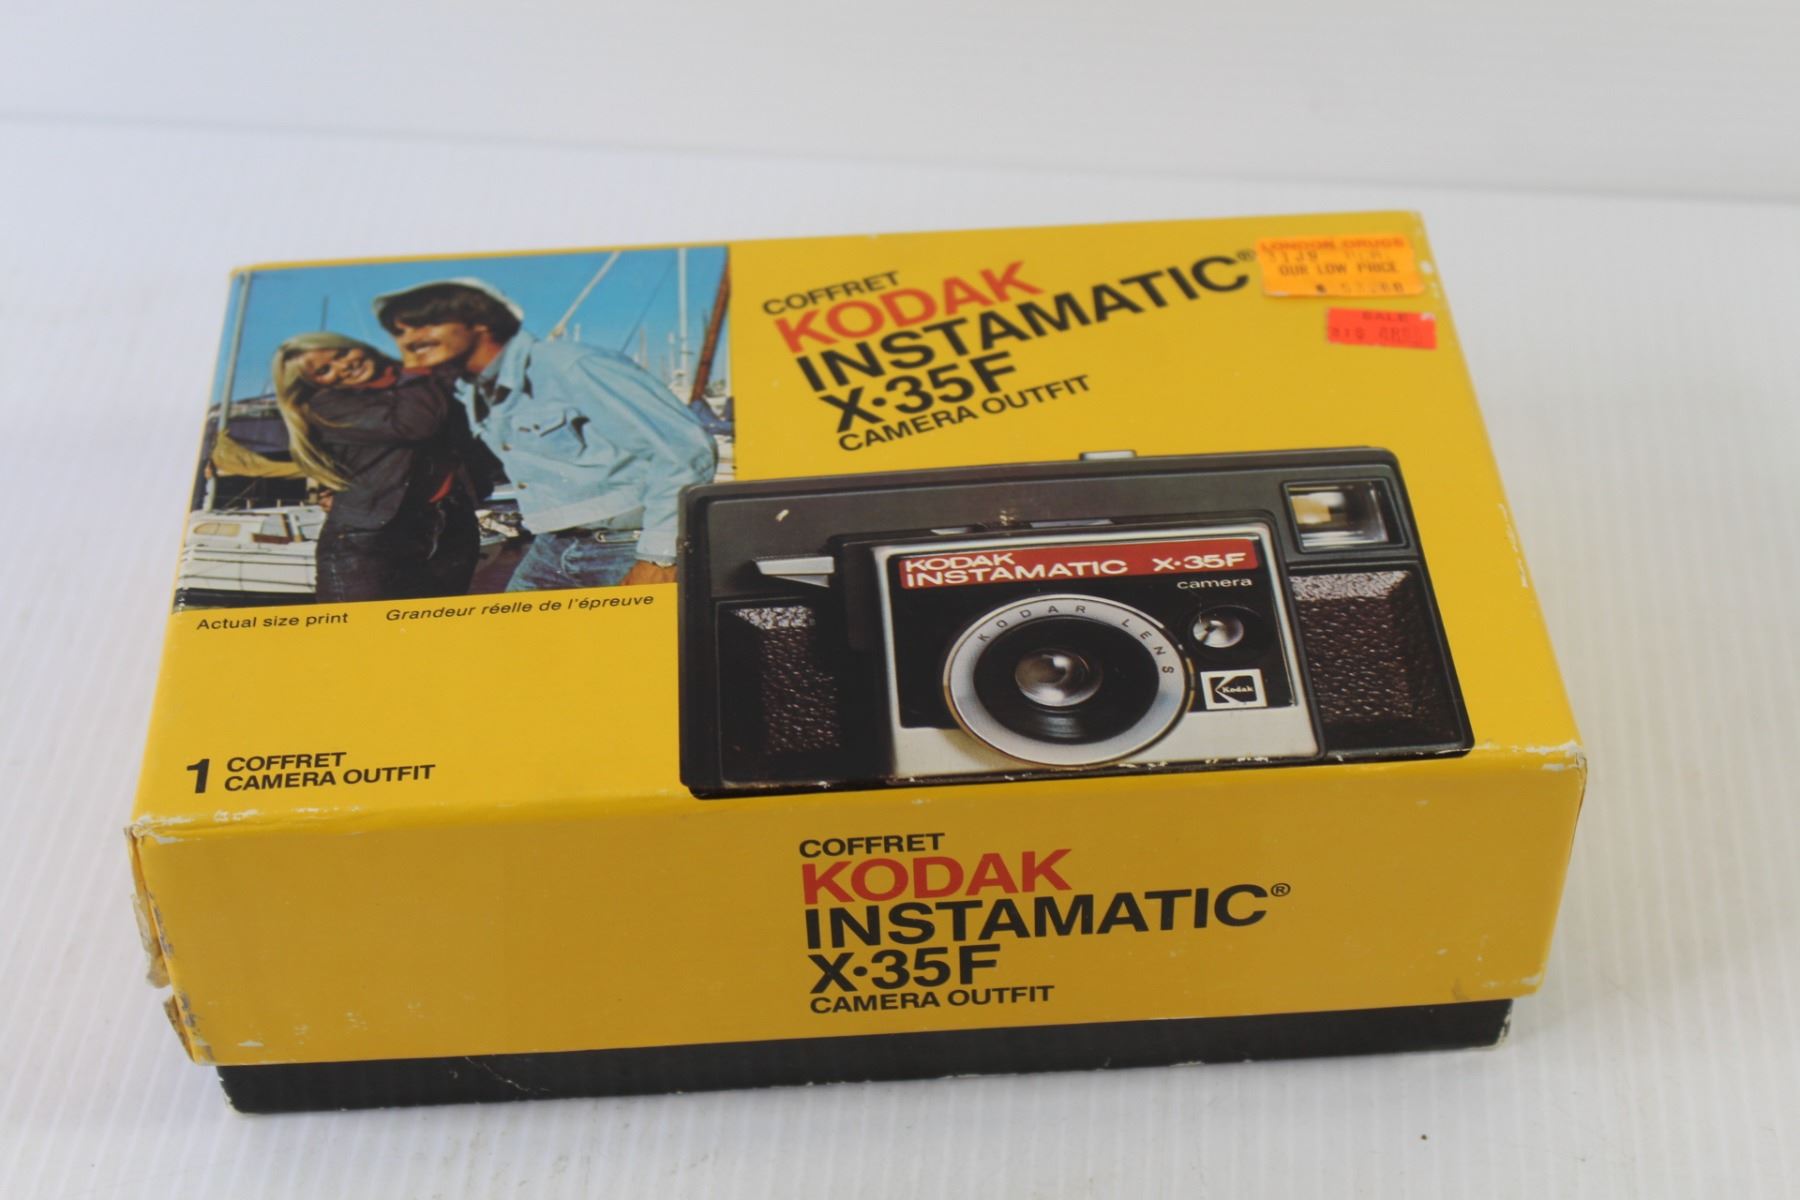 COFFRET
KODAK
INSTAMATIC®
X•35F
CAMERA OUTFIT
LONDON DRUGS
OUR LOW PRICE
SALE
KODAK
INSTAMATIC X•35F
camera
KODAR LENS
Kodak
Actual size print Grandeur réelle de l'épreuve
1 COFFRET
CAMERA OUTFIT
COFFRET
KODAK
INSTAMATIC®
X•35F
CAMERA OUTFIT